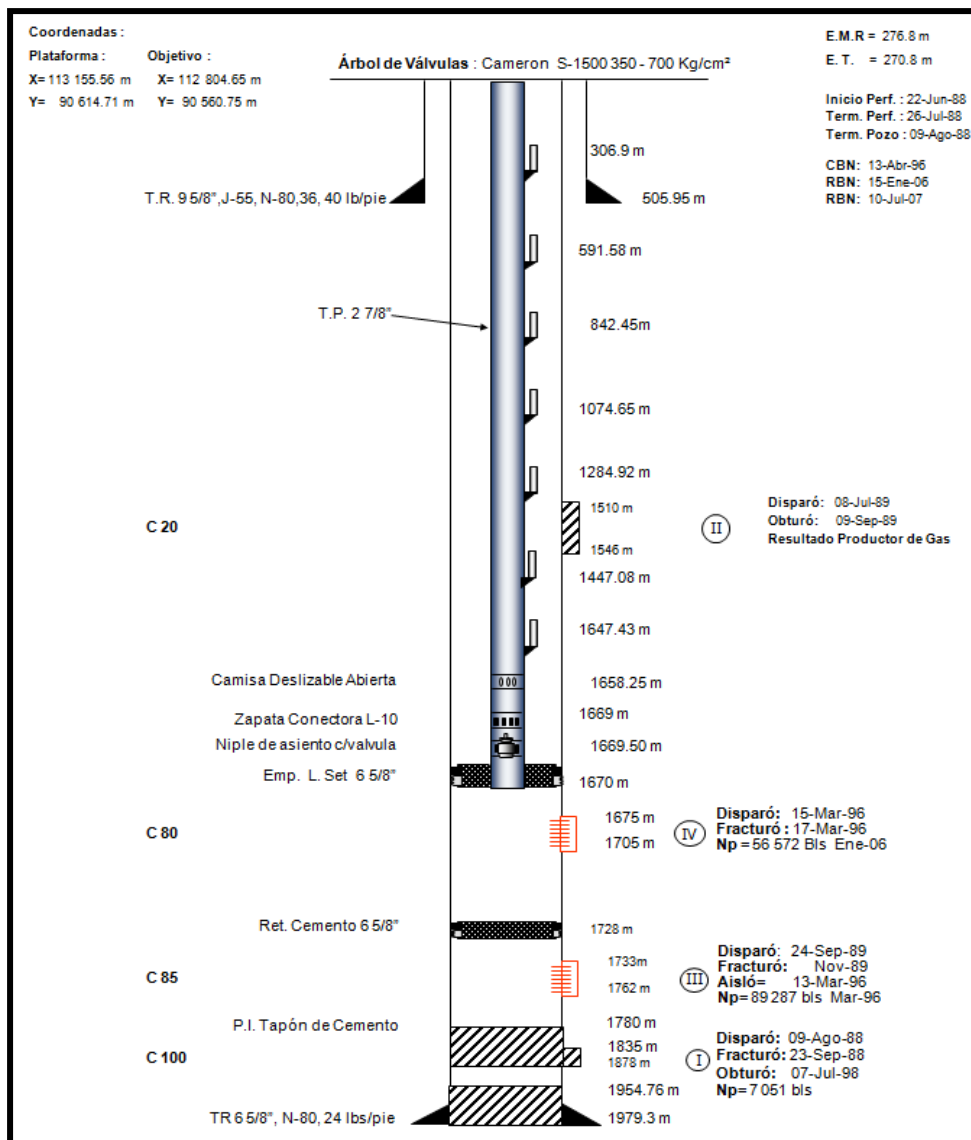 Coordenadas :
Plataforma : Objetivo :
X= 113 155.56 m X= 112 804.65 m
Y= 90 614.71 m Y= 90 560.75 m
Árbol de Válvulas : Cameron S-1500 350 - 700 Kg/cm²
E.M.R = 276.8 m
E. T. = 270.8 m
Inicio Perf. : 22-Jun-88
Term. Perf. : 26-Jul-88
Term. Pozo : 09-Ago-88
CBN: 13-Abr-96
RBN: 15-Ene-06
RBN: 10-Jul-07
306.9 m
T.R. 9 5/8", J-55, N-80,36, 40 lb/pie
505.95 m
591.58 m
T.P. 2 7/8"
842.45m
1074.65 m
1284.92 m
C 20
1510 m
1546 m
II
Disparó: 08-Jul-89
Obturó: 09-Sep-89
Resultado Productor de Gas
1447.08 m
1647.43 m
Camisa Deslizable Abierta
1658.25 m
Zapata Conectora L-10
1669 m
Niple de asiento c/valvula
1669.50 m
Emp. L. Set 6 5/8"
1670 m
C 80
1675 m
1705 m
IV
Disparó: 15-Mar-96
Fracturó : 17-Mar-96
Np = 56 572 Bls Ene-06
Ret. Cemento 6 5/8"
1728 m
C 85
1733m
1762 m
III
Disparó: 24-Sep-89
Fracturó: Nov-89
Aisló= 13-Mar-96
Np= 89 287 bls Mar-96
P.I. Tapón de Cemento
1780 m
C 100
1835 m
1878 m
I
Disparó: 09-Ago-88
Fracturó: 23-Sep-88
Obturó: 07-Jul-98
Np= 7 051 bls
1954.76 m
TR 6 5/8", N-80, 24 lbs/pie
1979.3 m